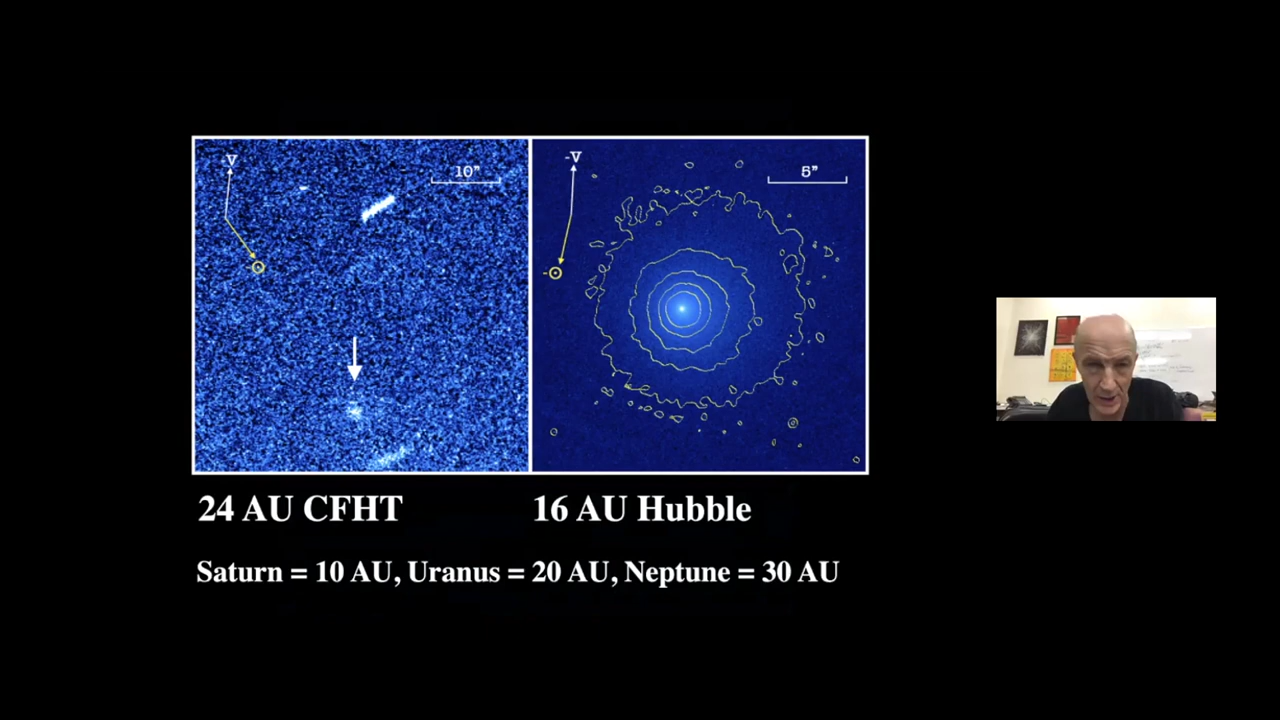 -V
10”
-V
5”
24 AU CFHT
16 AU Hubble
Saturn = 10 AU, Uranus = 20 AU, Neptune = 30 AU